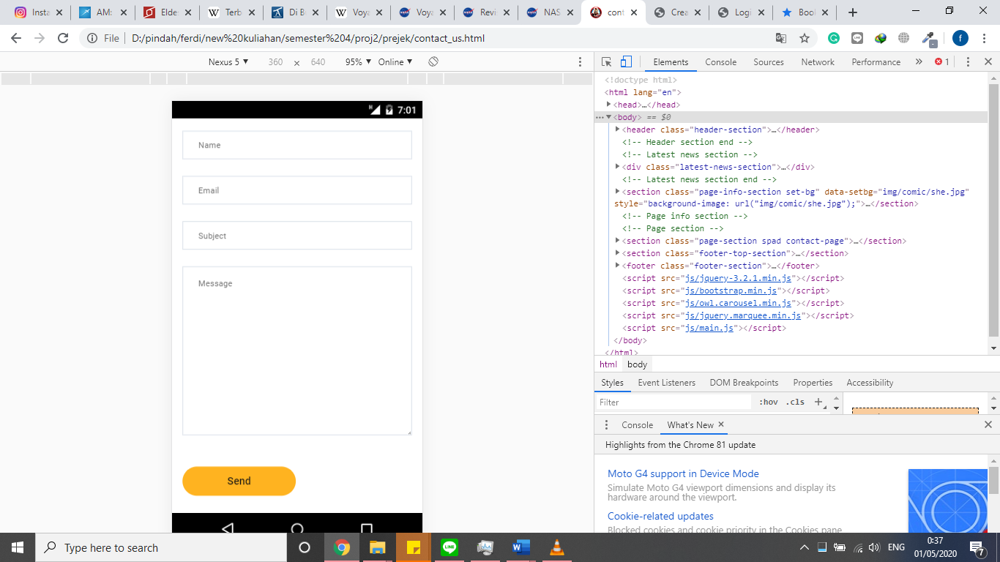 Insta AM: Elde Terb Di B Voya Voya Revi NAS cont Crea Logi Bool
File D:/pindah/ferdi/new%20kuliahan/semester%204/proj2/prejek/contact_us.html f
Nexus 5 360 × 640 95% Online
Elements Console Sources Network Performance » 1
7:01
Name
Email
Subject
Message
Send
<!doctype html>
<html lang="en">
<head>…</head>
<body> == $0
<header class="header-section">…</header>
<!-- Header section end -->
<!-- Latest news section -->
<div class="latest-news-section">…</div>
<!-- Latest news section end -->
<section class="page-info-section set-bg" data-setbg="img/comic/she.jpg"
style="background-image: url("img/comic/she.jpg");">…</section>
<!-- Page info section -->
<!-- Page section -->
<section class="page-section spad contact-page">…</section>
<section class="footer-top-section">…</section>
<footer class="footer-section">…</footer>
<script src="js/jquery-3.2.1.min.js"></script>
<script src="js/bootstrap.min.js"></script>
<script src="js/owl.carousel.min.js"></script>
<script src="js/jquery.marquee.min.js"></script>
<script src="js/main.js"></script>
</body>
</html>
html body
Styles Event Listeners DOM Breakpoints Properties Accessibility
Filter :hov .cls +
Console What's New
Highlights from the Chrome 81 update
Moto G4 support in Device Mode
Simulate Moto G4 viewport dimensions and display its
hardware around the viewport.
Cookie-related updates
Blocked cookies and cookie priority in the Cookies pane
Type here to search
ENG
0:37
01/05/2020
7